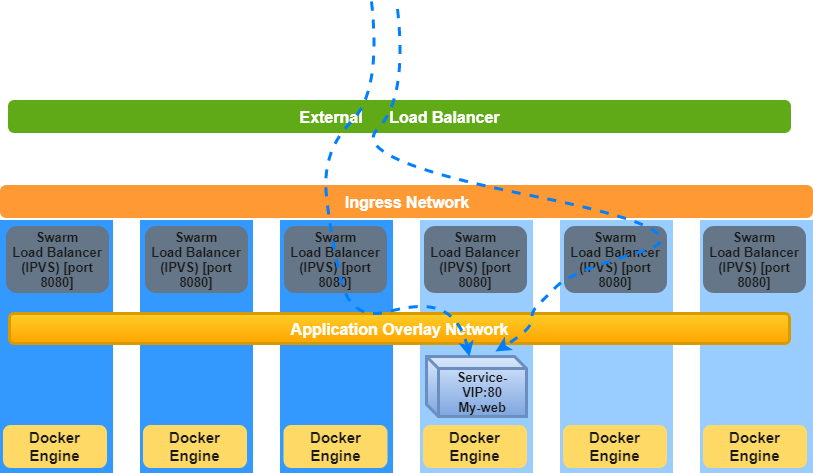 External Load Balancer
Ingress Network
Swarm
Load Balancer
(IPVS) [port
8080]
Swarm
Load Balancer
(IPVS) [port
8080]
Swarm
Load Balancer
(IPVS) [port
8080]
Swarm
Load Balancer
(IPVS) [port
8080]
Swarm
Load Balancer
(IPVS) [port
8080]
Swarm
Load Balancer
(IPVS) [port
8080]
Application Overlay Network
Service-
VIP:80
My-web
Docker
Engine
Docker
Engine
Docker
Engine
Docker
Engine
Docker
Engine
Docker
Engine